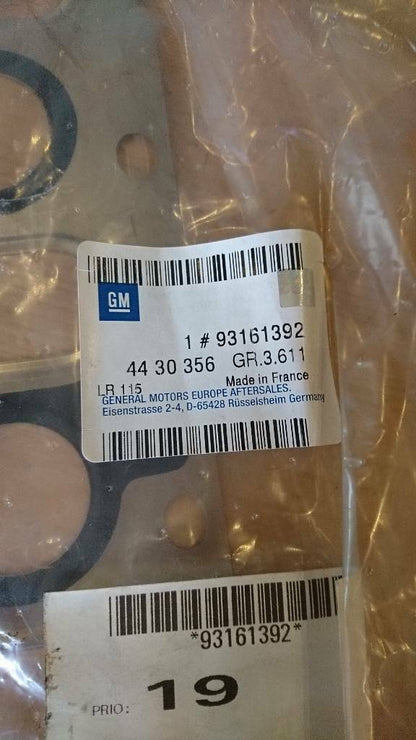 GM
1 # 93161392
44 30 356 GR.3.611
LR 115 Made in France
GENERAL MOTORS EUROPE AFTERSALES.
Eisenstrasse 2-4, D-65428 Rüsselsheim Germany
*93161392*
PRIO: 19